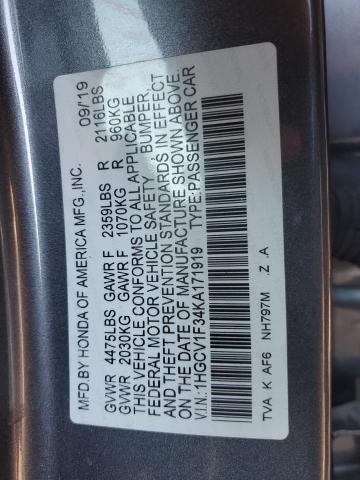 MFD.BY HONDA OF AMERICA MFG.,INC. 09/'19
GVWR 4475LBS GAWR F 2359LBS R 2116LBS
GVWR 2030KG GAWR F 1070KG R 960KG
THIS VEHICLE CONFORMS TO ALL APPLICABLE
FEDERAL MOTOR VEHICLE SAFETY, BUMPER,
AND THEFT PREVENTION STANDARDS IN EFFECT
ON THE DATE OF MANUFACTURE SHOWN ABOVE.
V.I.N.:1HGCV1F34KA171919 TYPE:PASSENGER CAR
TVA K AF6 NH797M .Z .A